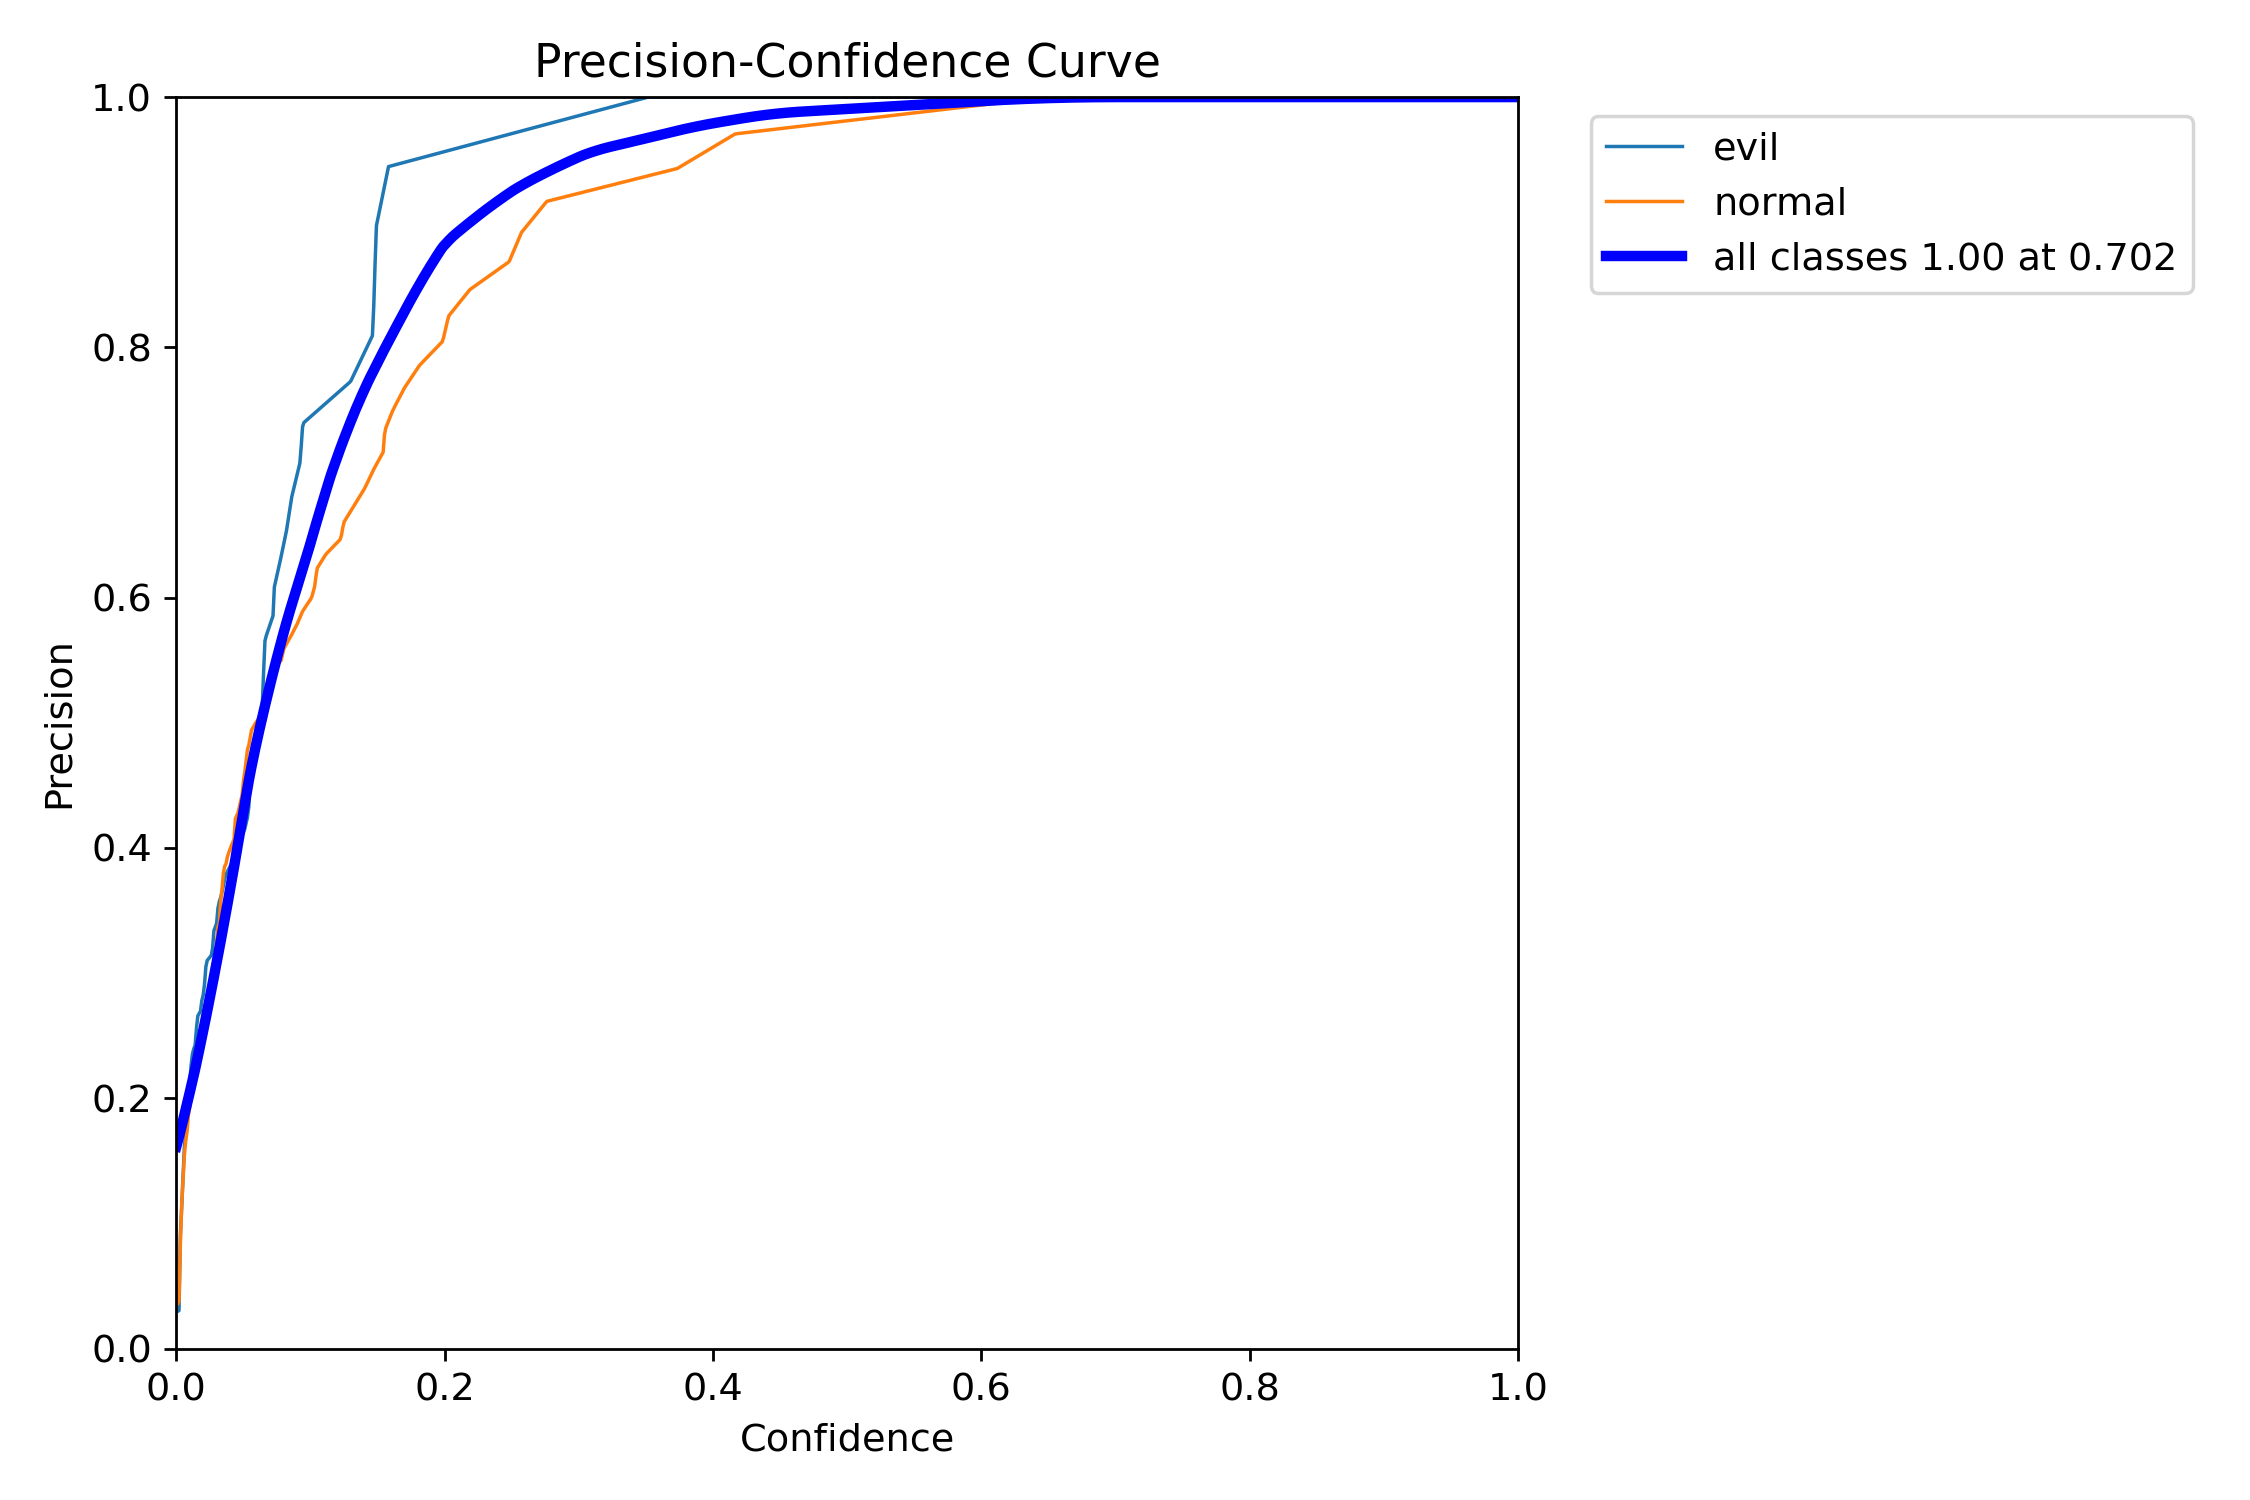 Precision-Confidence Curve
1.0
0.8
0.6
0.4
0.2
0.0
Precision
0.0 0.2 0.4 0.6 0.8 1.0
Confidence
evil
normal
all classes 1.00 at 0.702